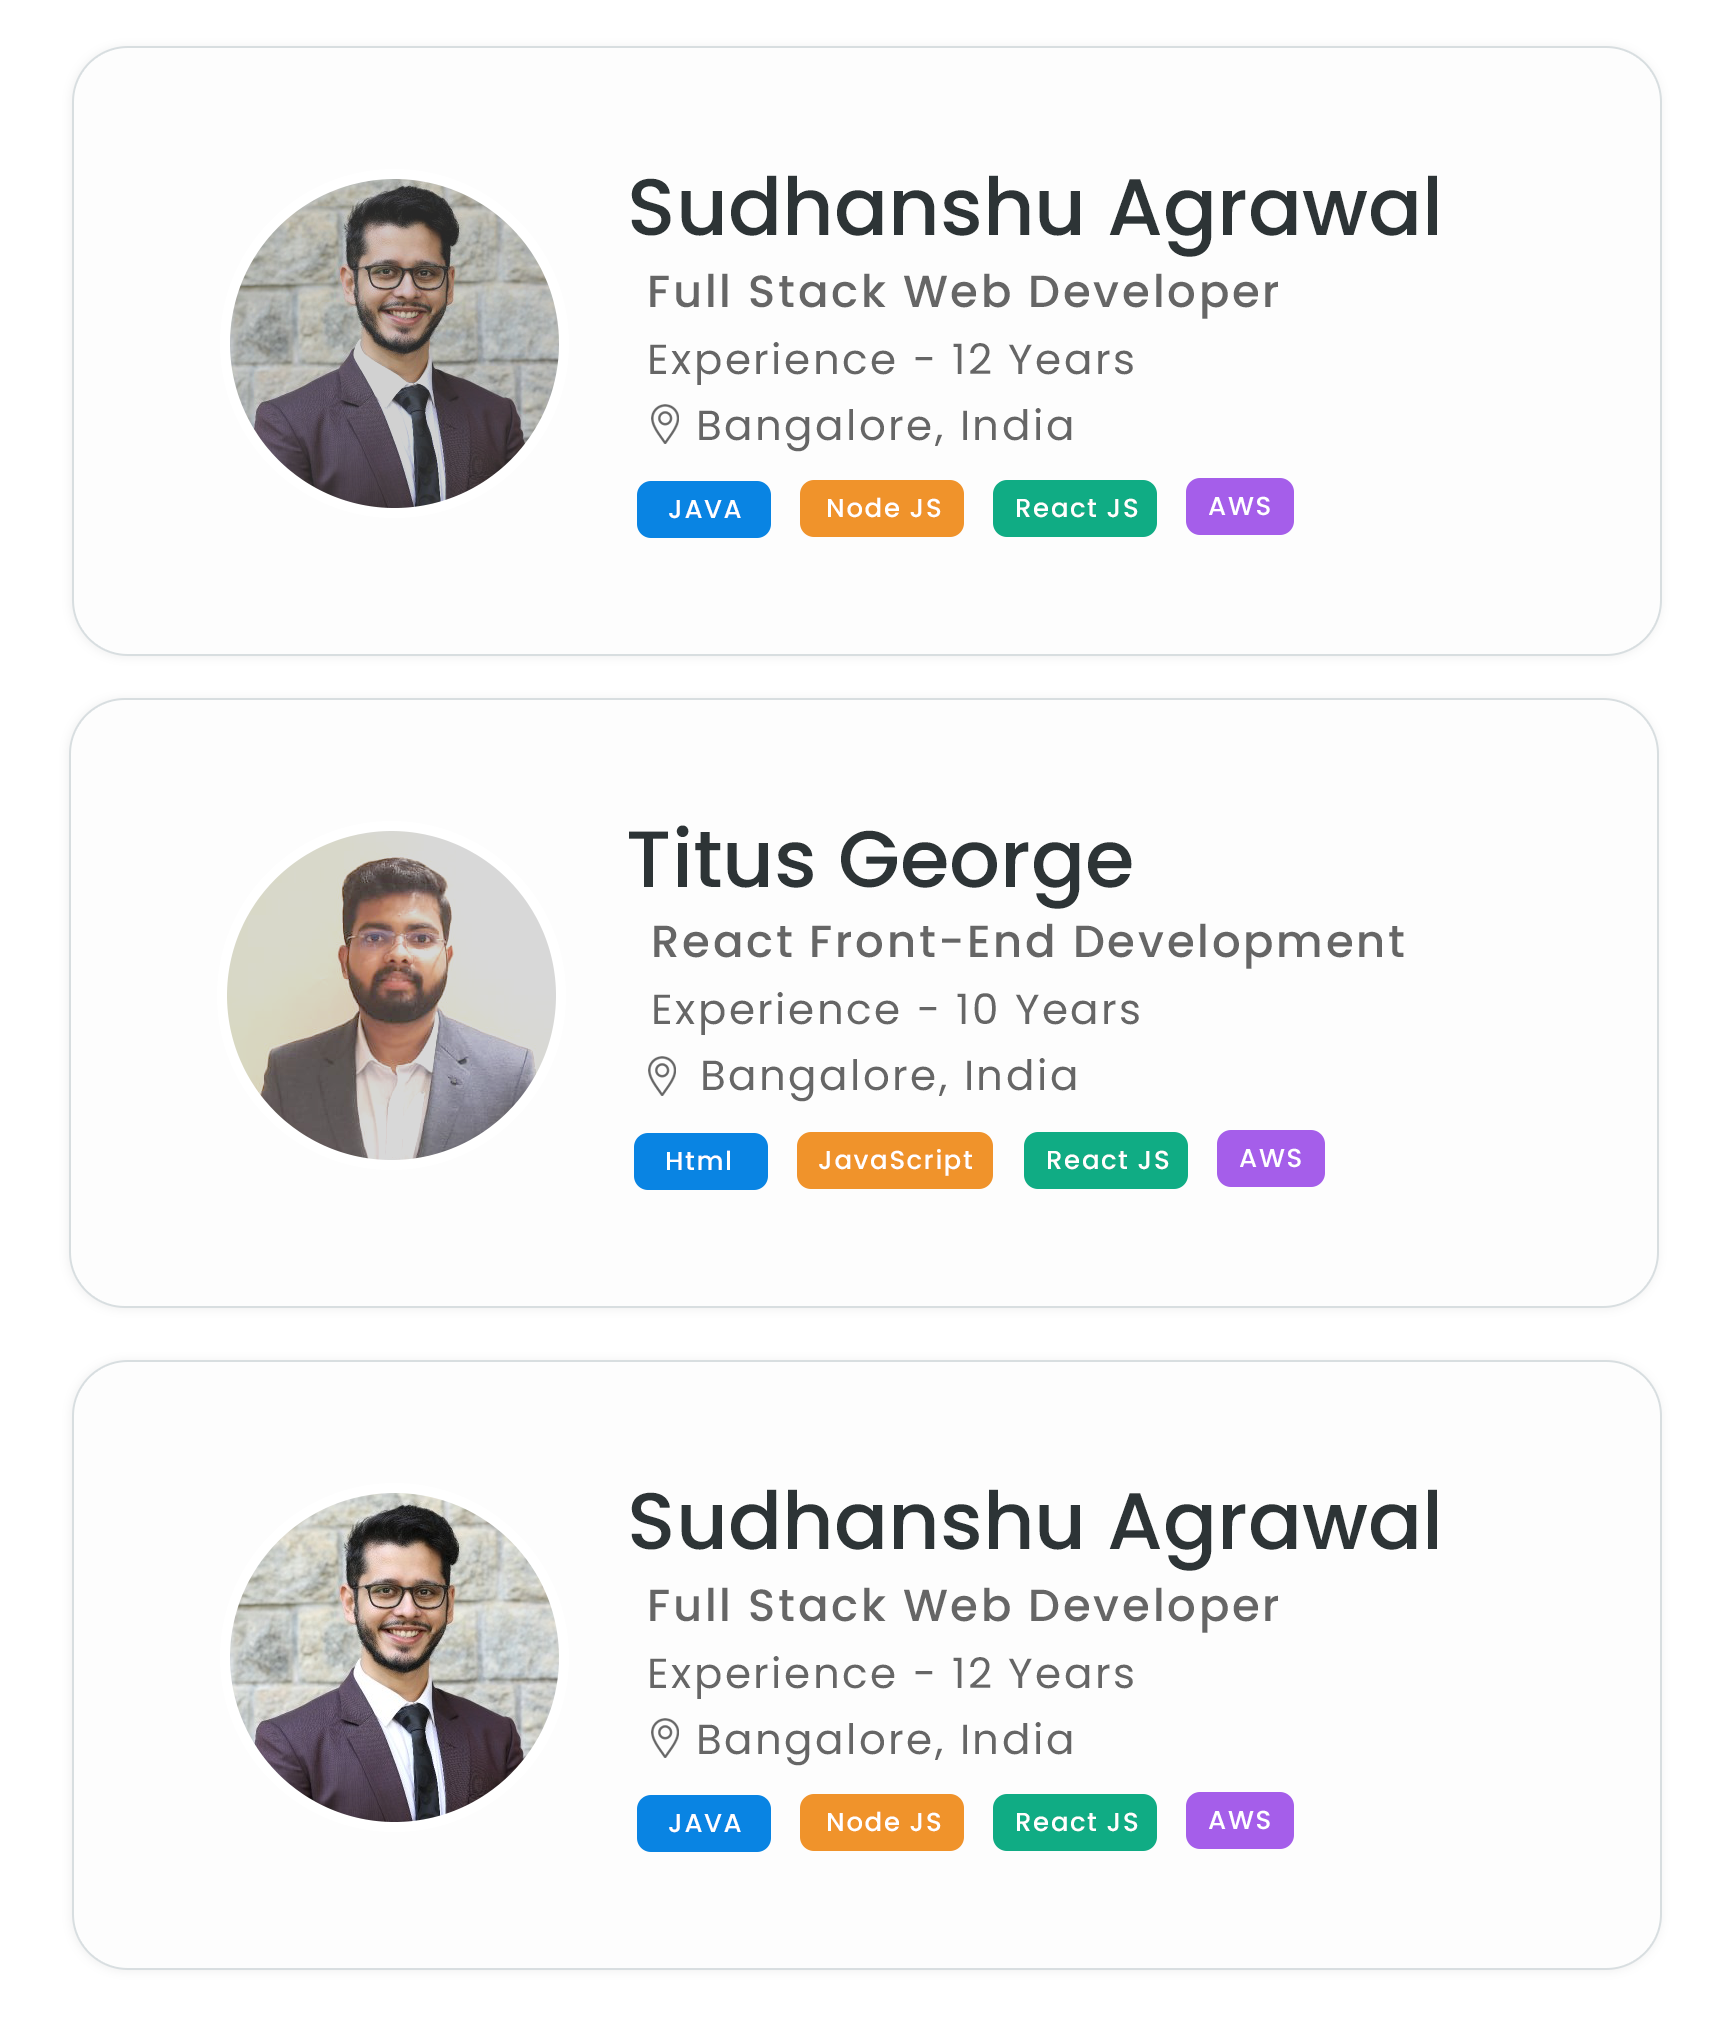 Sudhanshu Agrawal
Full Stack Web Developer
Experience - 12 Years
Bangalore, India
JAVA Node JS React JS AWS
Titus George
React Front-End Development
Experience - 10 Years
Bangalore, India
Html JavaScript React JS AWS
Sudhanshu Agrawal
Full Stack Web Developer
Experience - 12 Years
Bangalore, India
JAVA Node JS React JS AWS